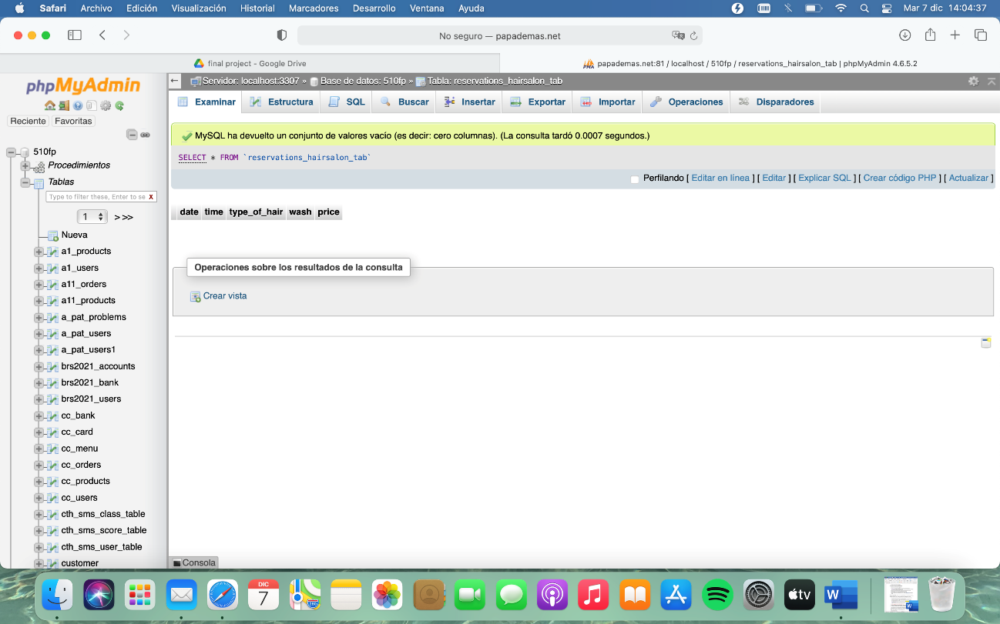 Safari Archivo Edición Visualización Historial Marcadores Desarrollo Ventana Ayuda Mar 7 dic 14:04:37
No seguro — papademas.net
final project - Google Drive
papademas.net:81 / localhost / 510fp / reservations_hairsalon_tab | phpMyAdmin 4.6.5.2
phpMyAdmin
Reciente Favoritas
510fp
Procedimientos
Tablas
Type to filter these, Enter to se X
1 > >>
Nueva
a1_products
a1_users
a11_orders
a11_products
a_pat_problems
a_pat_users
a_pat_users1
brs2021_accounts
brs2021_bank
brs2021_users
cc_bank
cc_card
cc_menu
cc_orders
cc_products
cc_users
cth_sms_class_table
cth_sms_score_table
cth_sms_user_table
customer
Servidor: localhost:3307 » Base de datos: 510fp » Tabla: reservations_hairsalon_tab
Examinar Estructura SQL Buscar Insertar Exportar Importar Operaciones Disparadores
MySQL ha devuelto un conjunto de valores vacío (es decir: cero columnas). (La consulta tardó 0.0007 segundos.)
SELECT * FROM `reservations_hairsalon_tab`
Perfilando [ Editar en línea ] [ Editar ] [ Explicar SQL ] [ Crear código PHP ] [ Actualizar ]
date time type_of_hair wash price
Operaciones sobre los resultados de la consulta
Crear vista
Consola
DIC
7
tv
W